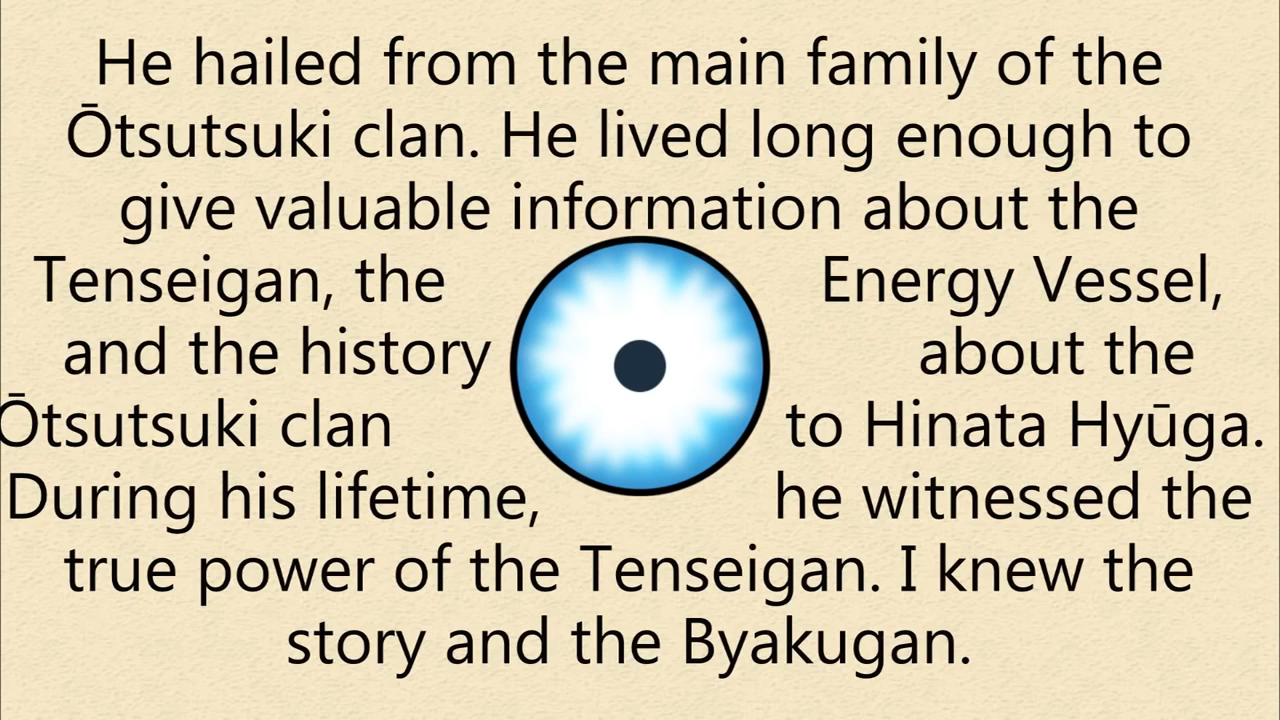 He hailed from the main family of the
Ōtsutsuki clan. He lived long enough to
give valuable information about the
Tenseigan, the Energy Vessel,
and the history about the
Ōtsutsuki clan to Hinata Hyūga.
During his lifetime, he witnessed the
true power of the Tenseigan. I knew the
story and the Byakugan.